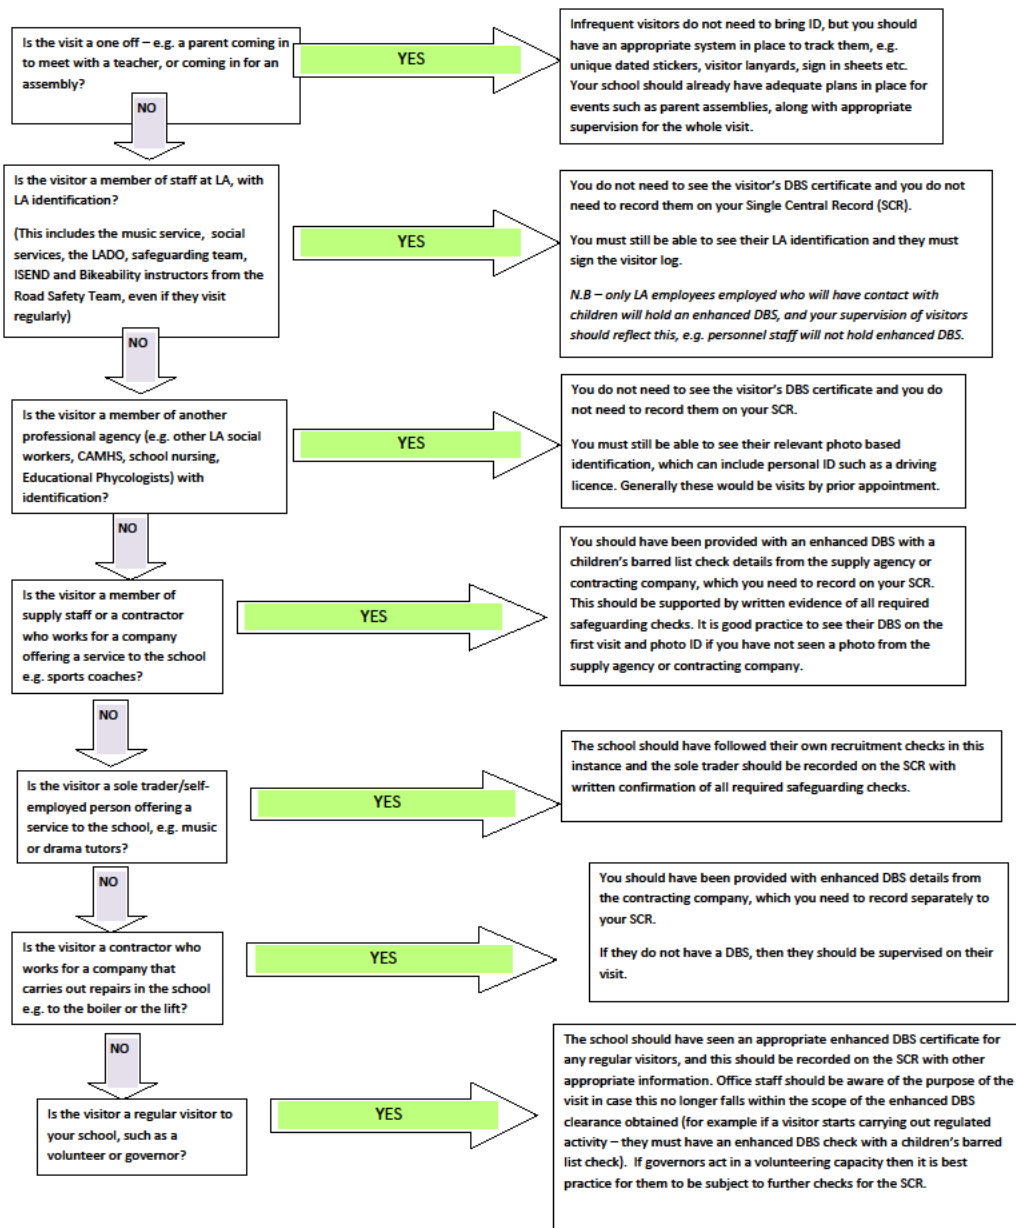 Is the visit a one off – e.g. a parent coming in
to meet with a teacher, or coming in for an
assembly?
YES
Infrequent visitors do not need to bring ID, but you should
have an appropriate system in place to track them, e.g.
unique dated stickers, visitor lanyards, sign in sheets etc.
Your school should already have adequate plans in place for
events such as parent assemblies, along with appropriate
supervision for the whole visit.
NO
Is the visitor a member of staff at LA, with
LA identification?
(This includes the music service, social
services, the LADO, safeguarding team,
ISEND and Bikeability instructors from the
Road Safety Team, even if they visit
regularly)
YES
You do not need to see the visitor's DBS certificate and you do not
need to record them on your Single Central Record (SCR).
You must still be able to see their LA identification and they must
sign the visitor log.
N.B – only LA employees employed who will have contact with
children will hold an enhanced DBS, and your supervision of visitors
should reflect this, e.g. personnel staff will not hold enhanced DBS.
NO
Is the visitor a member of another
professional agency (e.g. other LA social
workers, CAMHS, school nursing,
Educational Phycologists) with
identification?
YES
You do not need to see the visitor's DBS certificate and you do
not need to record them on your SCR.
You must still be able to see their relevant photo based
identification, which can include personal ID such as a driving
licence. Generally these would be visits by prior appointment.
NO
Is the visitor a member of
supply staff or a contractor
who works for a company
offering a service to the school
e.g. sports coaches?
YES
You should have been provided with an enhanced DBS with a
children's barred list check details from the supply agency or
contracting company, which you need to record on your SCR.
This should be supported by written evidence of all required
safeguarding checks. It is good practice to see their DBS on the
first visit and photo ID if you have not seen a photo from the
supply agency or contracting company.
NO
Is the visitor a sole trader/self-
employed person offering a
service to the school, e.g. music
or drama tutors?
YES
The school should have followed their own recruitment checks in this
instance and the sole trader should be recorded on the SCR with
written confirmation of all required safeguarding checks.
NO
Is the visitor a contractor who
works for a company that
carries out repairs in the school
e.g. to the boiler or the lift?
YES
You should have been provided with enhanced DBS details from
the contracting company, which you need to record separately to
your SCR.
If they do not have a DBS, then they should be supervised on their
visit.
NO
Is the visitor a regular visitor to
your school, such as a
volunteer or governor?
YES
The school should have seen an appropriate enhanced DBS certificate for
any regular visitors, and this should be recorded on the SCR with other
appropriate information. Office staff should be aware of the purpose of the
visit in case this no longer falls within the scope of the enhanced DBS
clearance obtained (for example if a visitor starts carrying out regulated
activity – they must have an enhanced DBS check with a children's barred
list check). If governors act in a volunteering capacity then it is best
practice for them to be subject to further checks for the SCR.